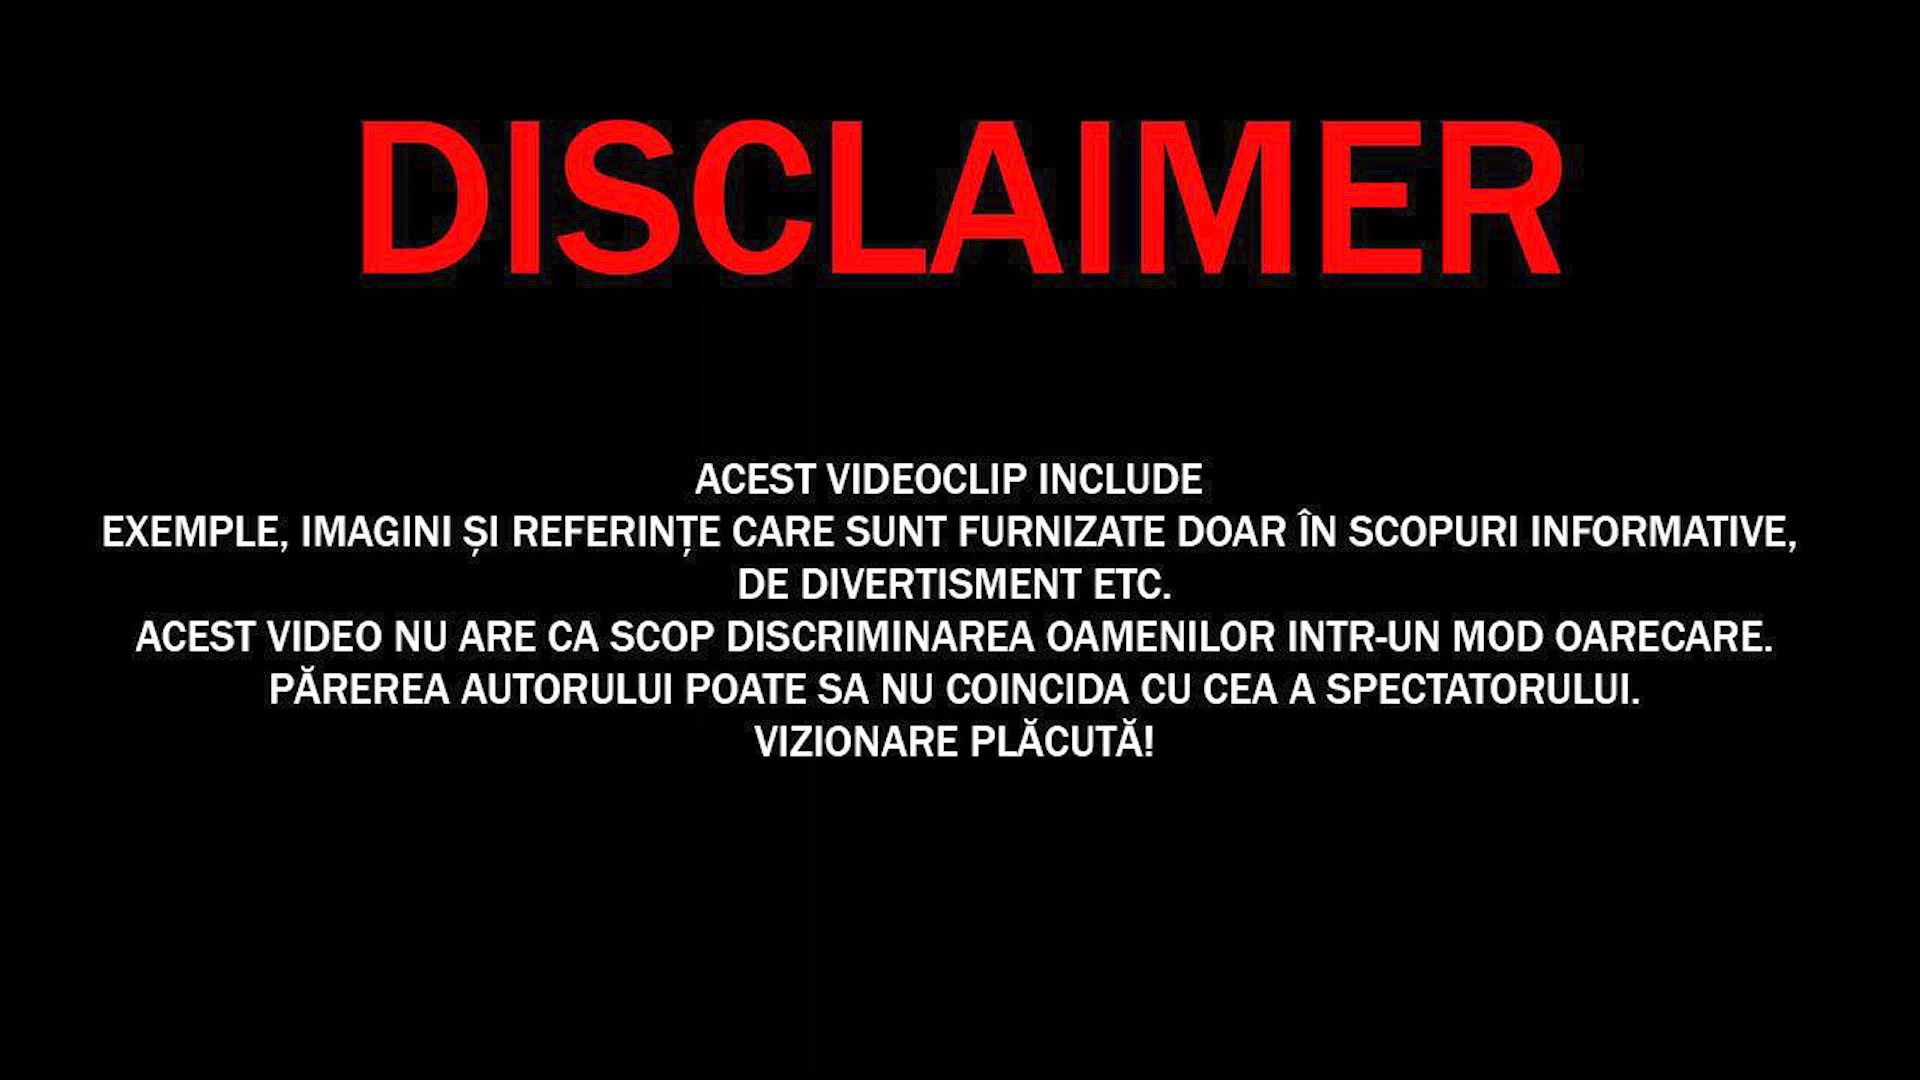 DISCLAIMER
ACEST VIDEOCLIP INCLUDE
EXEMPLE, IMAGINI ȘI REFERINȚE CARE SUNT FURNIZATE DOAR ÎN SCOPURI INFORMATIVE,
DE DIVERTISMENT ETC.
ACEST VIDEO NU ARE CA SCOP DISCRIMINAREA OAMENILOR INTR-UN MOD OARECARE.
PĂREREA AUTORULUI POATE SA NU COINCIDA CU CEA A SPECTATORULUI.
VIZIONARE PLĂCUTĂ!